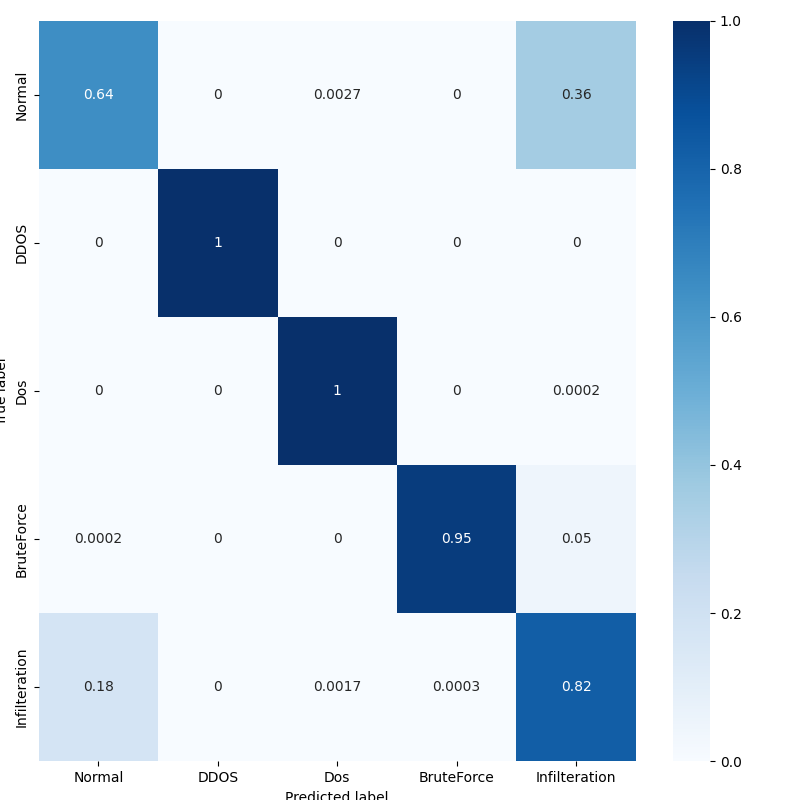 Normal 0.64 0 0.0027 0 0.36
DDOS 0 1 0 0 0
Dos 0 0 1 0 0.0002
BruteForce 0.0002 0 0 0.95 0.05
Infilteration 0.18 0 0.0017 0.0003 0.82
Normal DDOS Dos BruteForce Infilteration
Predicted label
True label
1.0
0.8
0.6
0.4
0.2
0.0